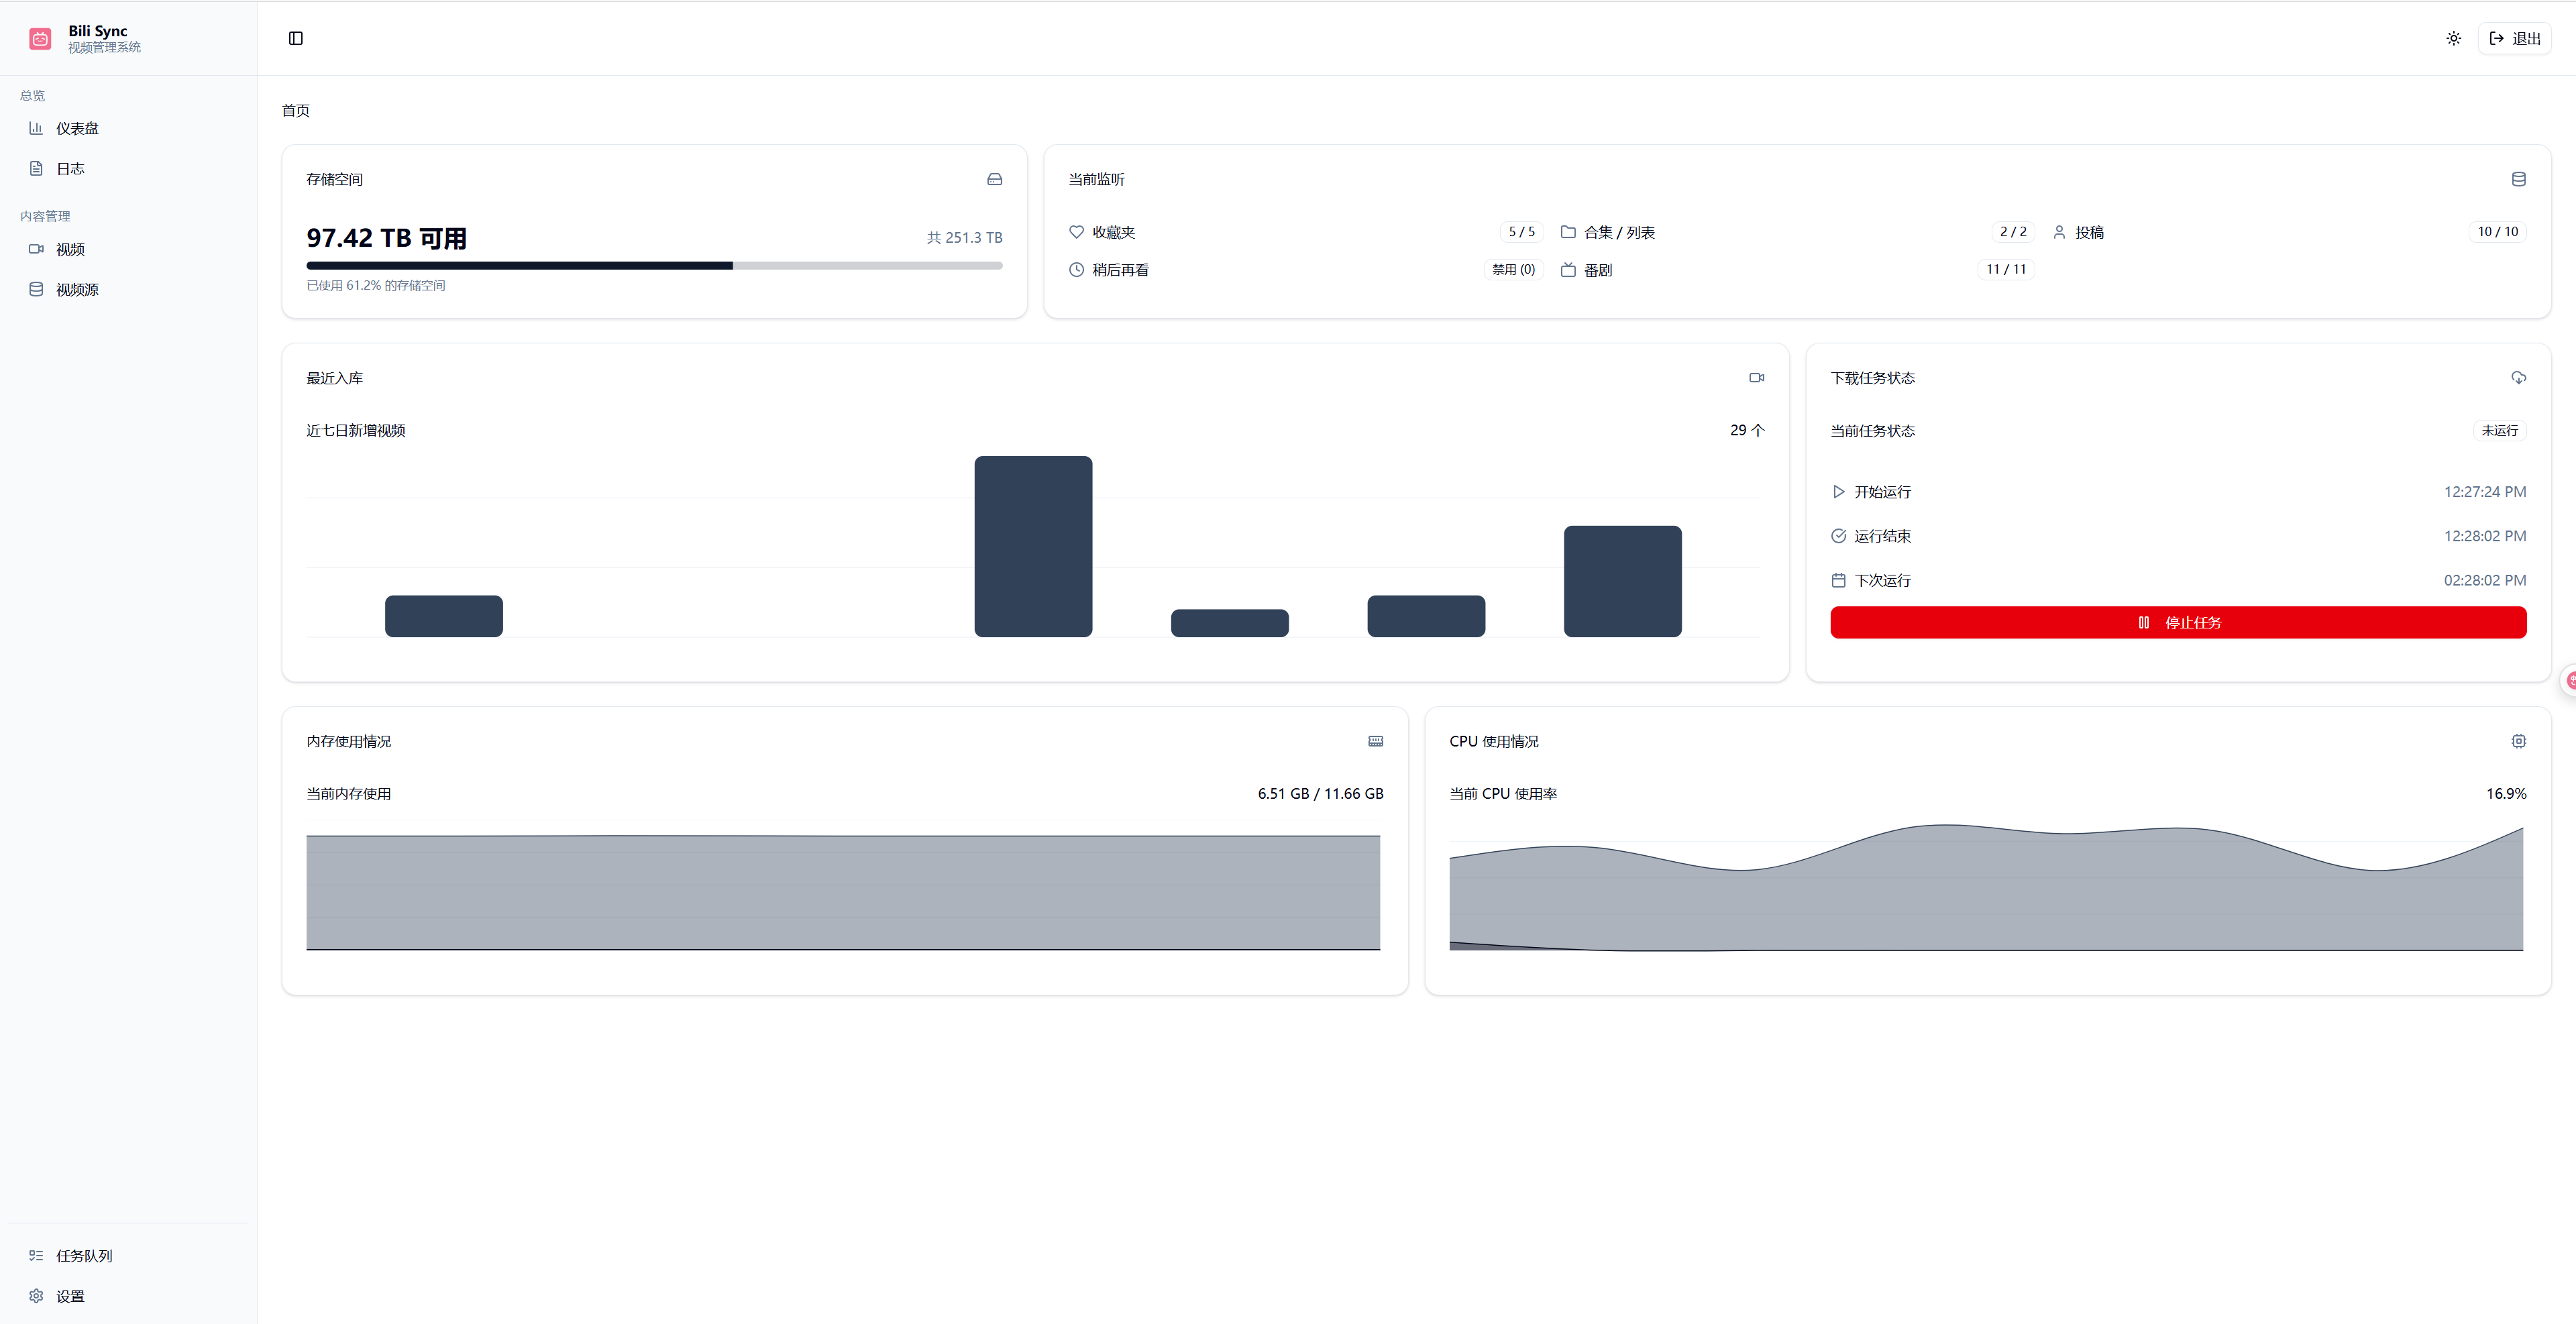 Bili Sync
视频管理系统
总览
仪表盘
日志
内容管理
视频
视频源
任务队列
设置
退出
首页
存储空间
97.42 TB 可用
共 251.3 TB
已使用 61.2% 的存储空间
当前监听
收藏夹 5 / 5
合集 / 列表 2 / 2
投稿 10 / 10
稍后再看 禁用 (0)
番剧 11 / 11
最近入库
近七日新增视频 29 个
下载任务状态
当前任务状态 未运行
开始运行 12:27:24 PM
运行结束 12:28:02 PM
下次运行 02:28:02 PM
停止任务
内存使用情况
当前内存使用 6.51 GB / 11.66 GB
CPU 使用情况
当前 CPU 使用率 16.9%